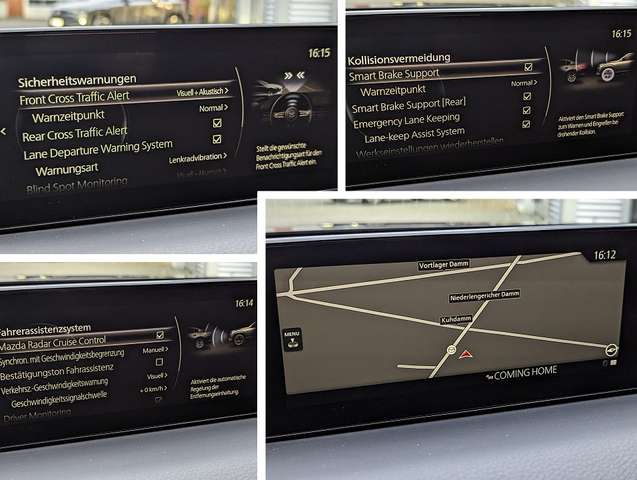 16:15
Sicherheitswarnungen
Front Cross Traffic Alert Visuell + Akustisch >
Warnzeitpunkt Normal >
Rear Cross Traffic Alert
Lane Departure Warning System
Warnungsart Lenkradvibration >
Blind Spot Monitoring
Stellt die gewünschte
Benachrichtigungsart für den
Front Cross Traffic Alert ein.
16:15
Kollisionsvermeidung
Smart Brake Support
Warnzeitpunkt Normal >
Smart Brake Support [Rear]
Emergency Lane Keeping
Lane-keep Assist System
Werkseinstellungen wiederherstellen
Aktiviert den Smart Brake Support
zum Warnen und Eingreifen bei
drohender Kollision.
16:14
Fahrerassistenzsystem
Mazda Radar Cruise Control
Synchron. mit Geschwindigkeitsbegrenzung Manuell >
Bestätigungston Fahrassistenz
Verkehrsz.-Geschwindigkeitswarnung Visuell >
Geschwindigkeitssignalschwelle + 0 km/h >
Driver Monitoring
Aktiviert die automatische
Regelung der
Entfernungseinhaltung.
16:12
Vortlager Damm
Niederlengericher Damm
Kuhdamm
MENU
COMING HOME